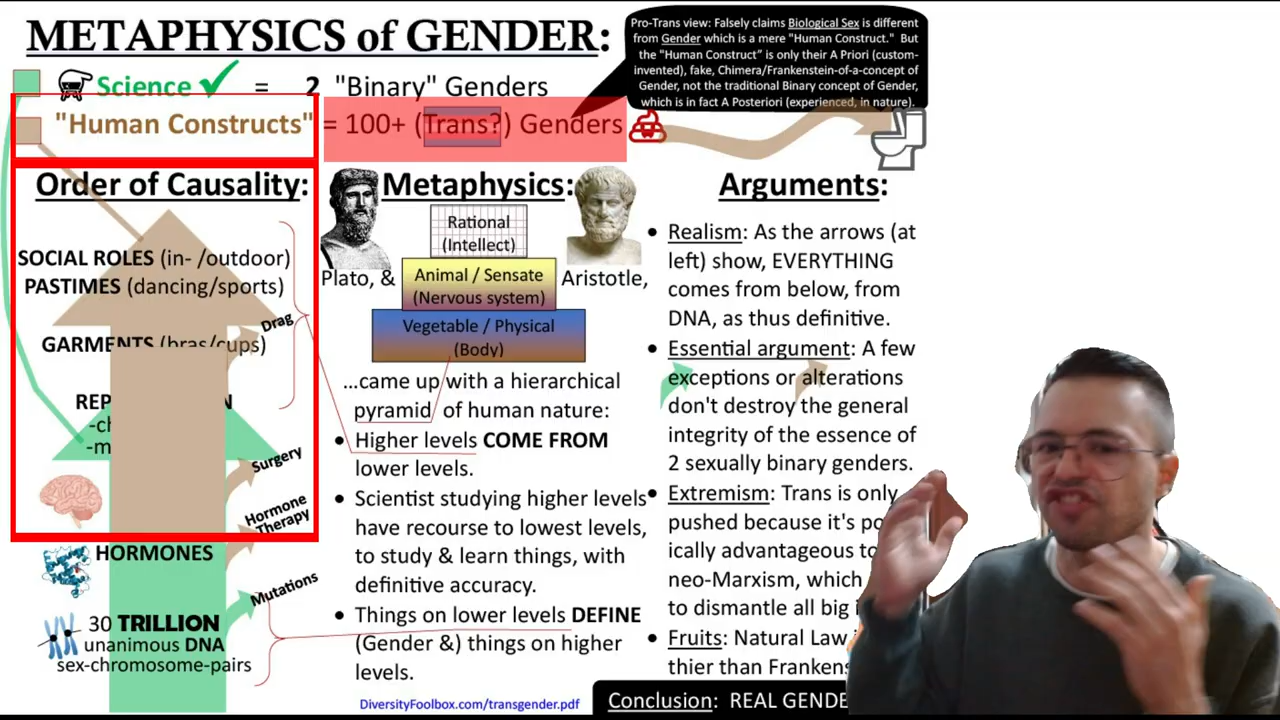 METAPHYSICS of GENDER:
Science = 2 "Binary" Genders
"Human Constructs" = 100+ (Trans?) Genders
Pro-Trans view: Falsely claims Biological Sex is different
from Gender which is a mere "Human Construct." But
the "Human Construct" is only their A Priori (custom-
invented), fake, Chimera/Frankenstein-of-a-concept of
Gender, not the traditional Binary concept of Gender,
which is in fact A Posteriori (experienced, in nature).
Order of Causality:
SOCIAL ROLES (in- /outdoor)
PASTIMES (dancing/sports)
Drag
GARMENTS (bras/cups)
REP N
-ch
-m
Surgery
Hormone
Therapy
HORMONES
Mutations
30 TRILLION
unanimous DNA
sex-chromosome-pairs
Metaphysics:
Rational
(Intellect)
Plato, & Animal / Sensate Aristotle,
(Nervous system)
Vegetable / Physical
(Body)
...came up with a hierarchical
pyramid of human nature:
• Higher levels COME FROM
lower levels.
• Scientist studying higher levels
have recourse to lowest levels,
to study & learn things, with
definitive accuracy.
• Things on lower levels DEFINE
(Gender &) things on higher
levels.
DiversityFoolbox.com/transgender.pdf
Arguments:
• Realism: As the arrows (at
left) show, EVERYTHING
comes from below, from
DNA, as thus definitive.
• Essential argument: A few
exceptions or alterations
don't destroy the general
integrity of the essence of
2 sexually binary genders.
• Extremism: Trans is only
pushed because it's po
ically advantageous to
neo-Marxism, which
to dismantle all big
• Fruits: Natural Law
thier than Franken
Conclusion: REAL GENDE